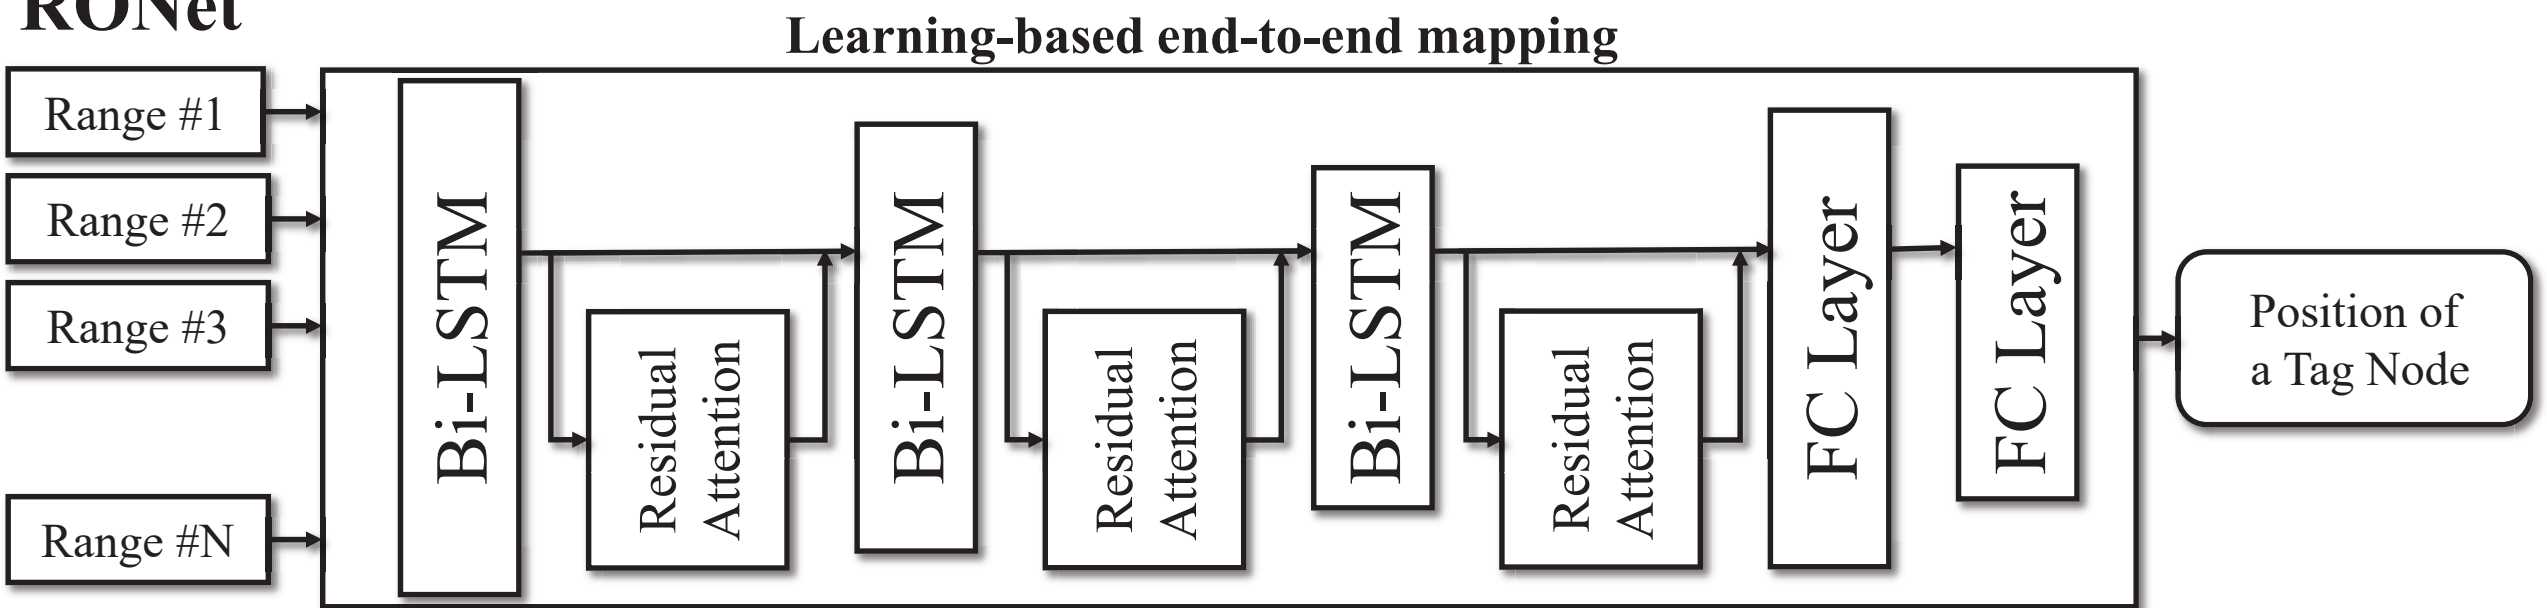 RONet
Learning-based end-to-end mapping
Range #1
Range #2
Range #3
Range #N
Bi-LSTM
Residual
Attention
Bi-LSTM
Residual
Attention
Bi-LSTM
Residual
Attention
FC Layer
FC Layer
Position of
a Tag Node